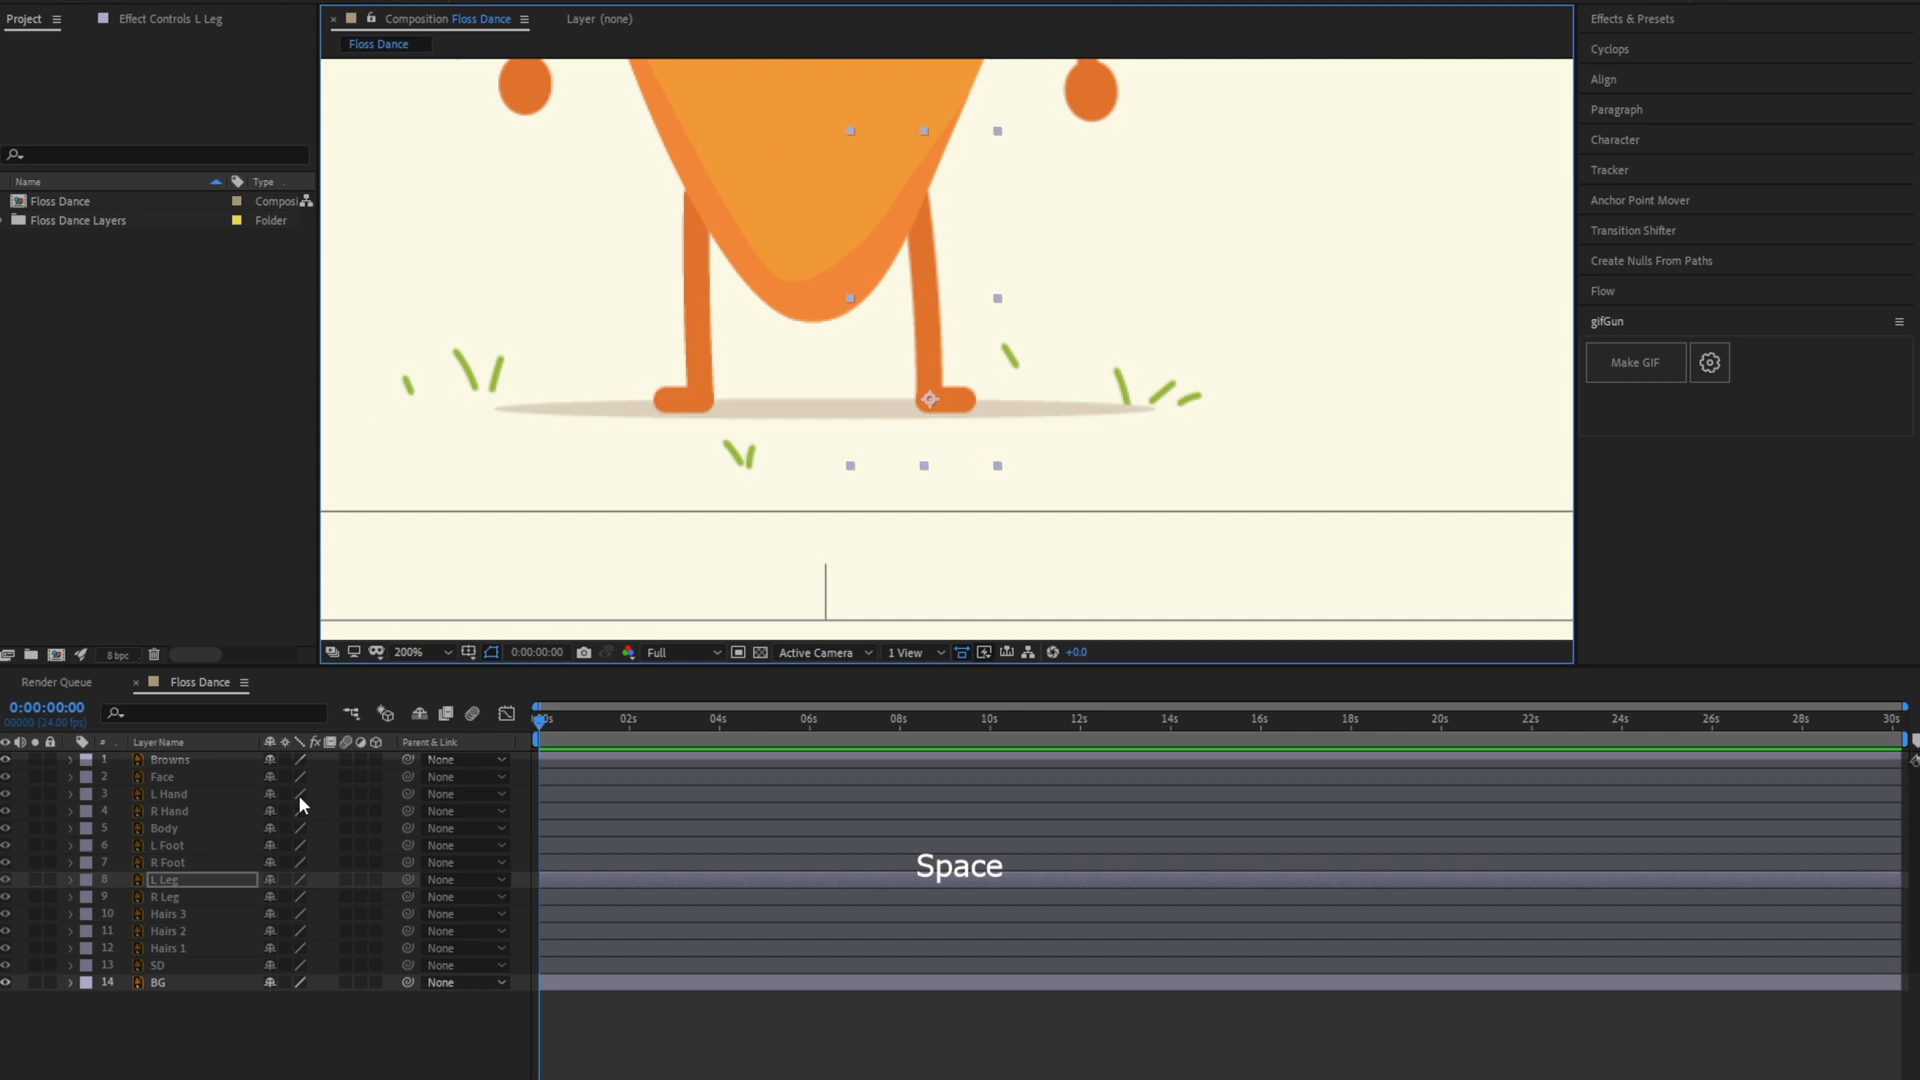 Project
Effect Controls L Leg
Composition Floss Dance
Layer (none)
Floss Dance
Effects & Presets
Cyclops
Align
Paragraph
Character
Tracker
Anchor Point Mover
Transition Shifter
Create Nulls From Paths
Flow
gifGun
Make GIF
Name
Type
Floss Dance
Composi
Floss Dance Layers
Folder
8 bpc
200%
0:00:00:00
Full
Active Camera
1 View
+0.0
Render Queue
Floss Dance
0:00:00:00
00000 (24.00 fps)
02s 04s 06s 08s 10s 12s 14s 16s 18s 20s 22s 24s 26s 28s 30s
# Layer Name Parent & Link
1 Browns None
2 Face None
3 L Hand None
4 R Hand None
5 Body None
6 L Foot None
7 R Foot None
8 L Leg None
9 R Leg None
10 Hairs 3 None
11 Hairs 2 None
12 Hairs 1 None
13 SD None
14 BG None
Space